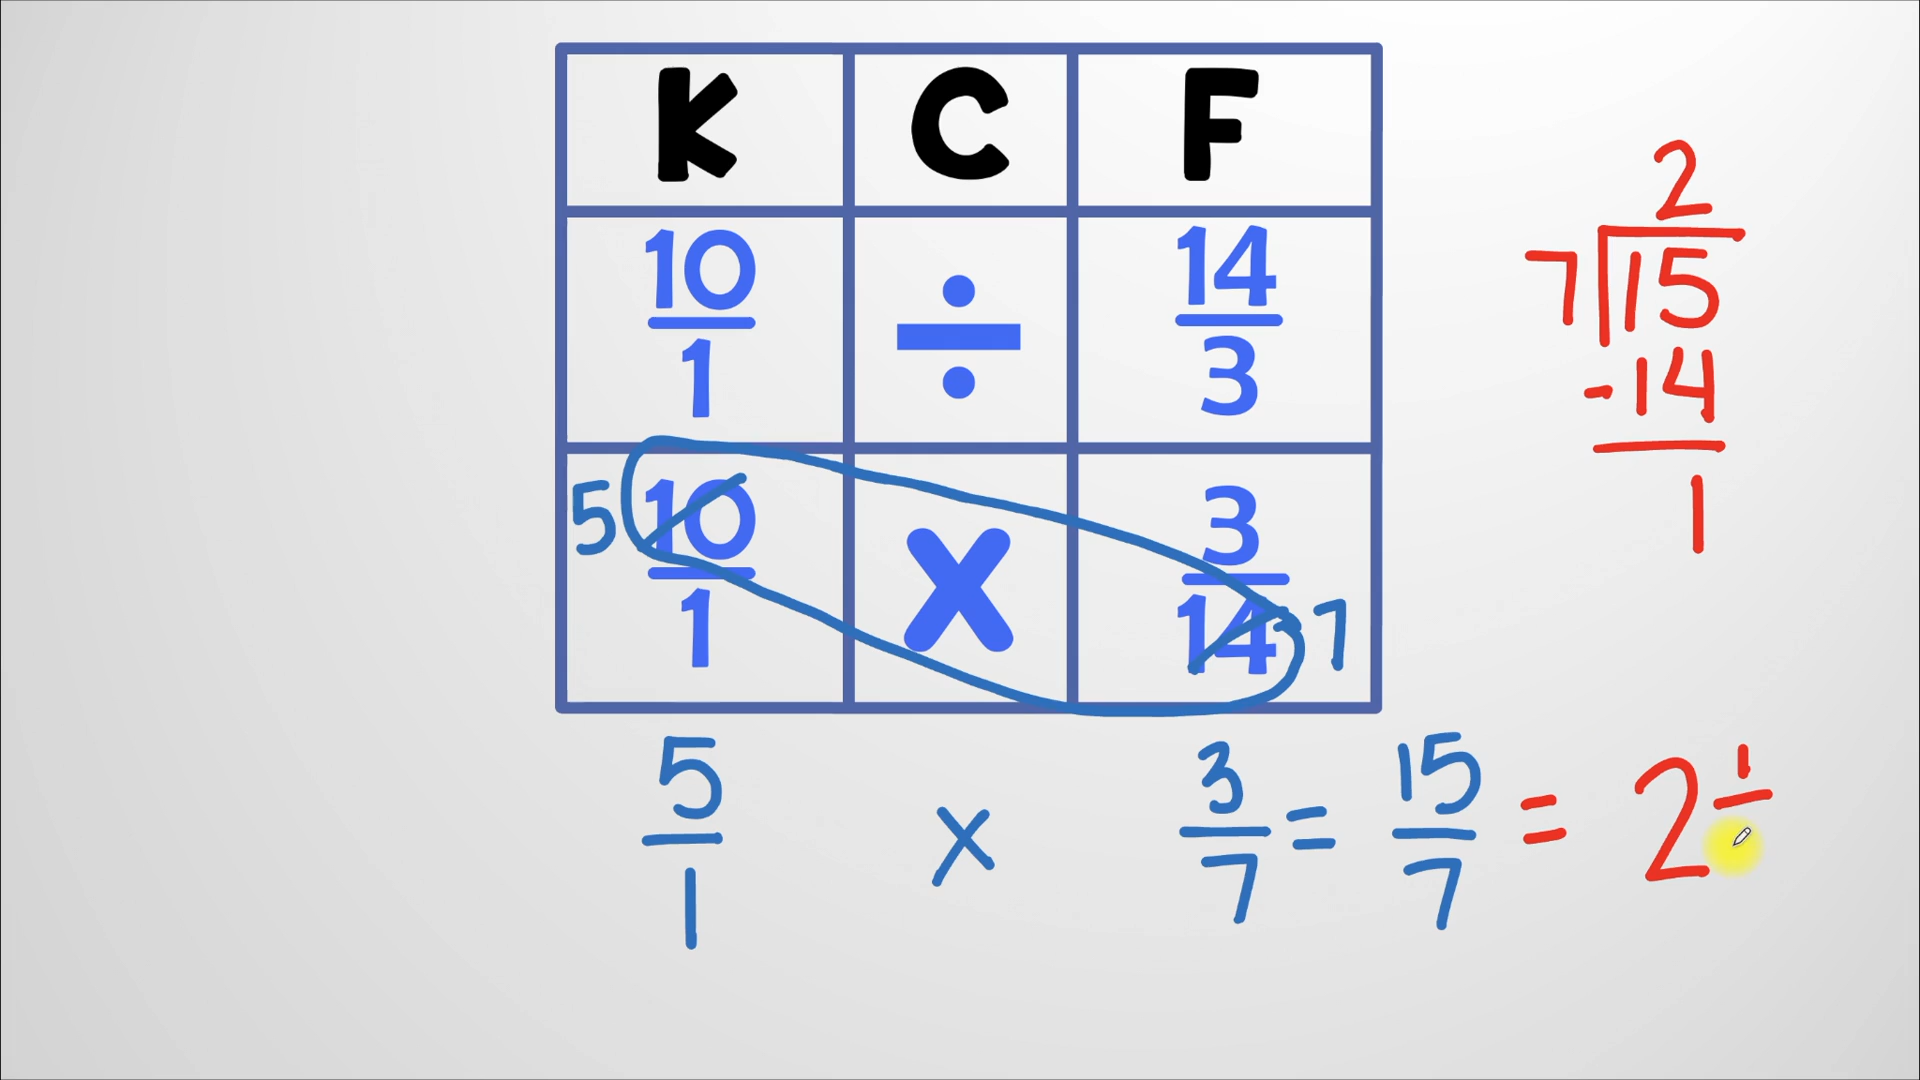 K C F
10/1 ÷ 14/3
5 10/1 X 3/14 7
5/1 x 3/7 = 15/7 = 2 1/
2
7 15
-14
1